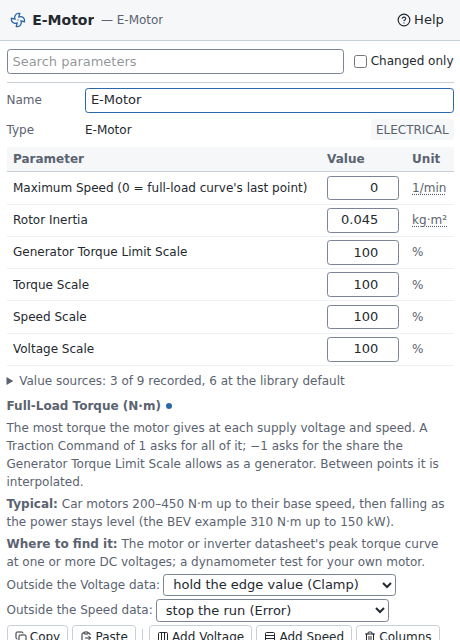 E-Motor — E-Motor Help
Search parameters Changed only
Name E-Motor
Type E-Motor ELECTRICAL
Parameter Value Unit
Maximum Speed (0 = full-load curve's last point) 0 1/min
Rotor Inertia 0.045 kg·m²
Generator Torque Limit Scale 100 %
Torque Scale 100 %
Speed Scale 100 %
Voltage Scale 100 %
Value sources: 3 of 9 recorded, 6 at the library default
Full-Load Torque (N·m)
The most torque the motor gives at each supply voltage and speed. A
Traction Command of 1 asks for all of it; −1 asks for the share the
Generator Torque Limit Scale allows as a generator. Between points it is
interpolated.
Typical: Car motors 200–450 N·m up to their base speed, then falling as
the power stays level (the BEV example 310 N·m up to 150 kW).
Where to find it: The motor or inverter datasheet's peak torque curve
at one or more DC voltages; a dynamometer test for your own motor.
Outside the Voltage data: hold the edge value (Clamp)
Outside the Speed data: stop the run (Error)
Copy Paste Add Voltage Add Speed Columns